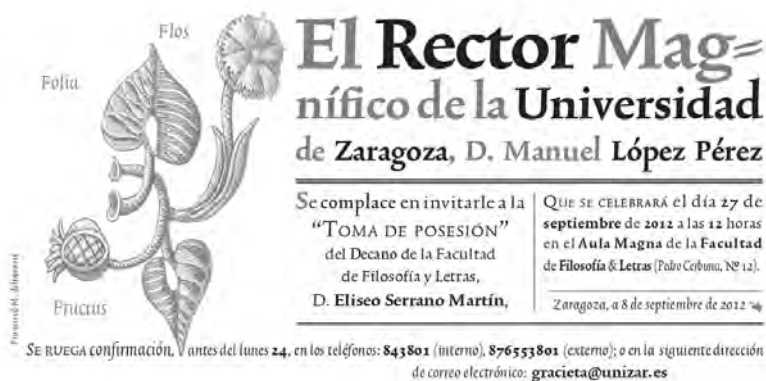 Flos
Folia
Fructus
El Rector Mag=
nífico de la Universidad
de Zaragoza, D. Manuel López Pérez
Se complace en invitarle a la
“TOMA DE POSESIÓN”
del Decano de la Facultad
de Filosofía y Letras,
D. Eliseo Serrano Martín,
QUE SE CELEBRARÁ el día 27 de
septiembre de 2012 a las 12 horas
en el Aula Magna de la Facultad
de Filosofía & Letras (Pedro Cerbuna, Nº 12).
Zaragoza, a 8 de septiembre de 2012
SE RUEGA confirmación, antes del lunes 24, en los teléfonos: 843801 (interno), 876553801 (externo); o en la siguiente dirección
de correo electrónico: gracieta@unizar.es